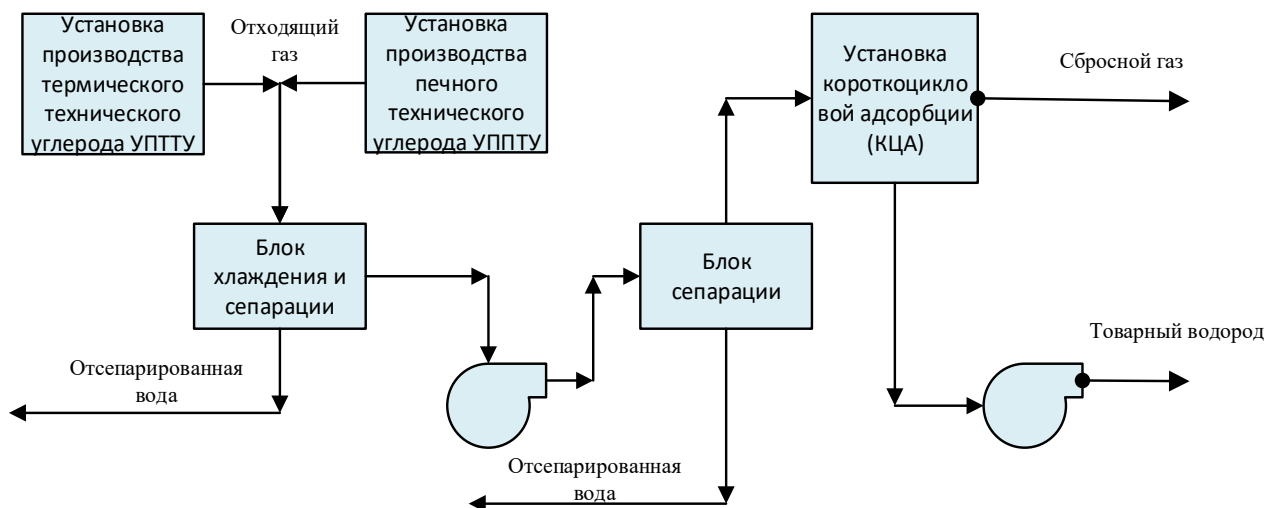 Установка
производства
термического
технического
углерода УПТТУ
Отходящий
газ
Установка
производства
печного
технического
углерода УППТУ
Установка
короткоцикло
вой адсорбции
(КЦА)
Сбросной газ
Блок
хлаждения и
сепарации
Блок
сепарации
Товарный водород
Отсепарированная
вода
Отсепарированная
вода